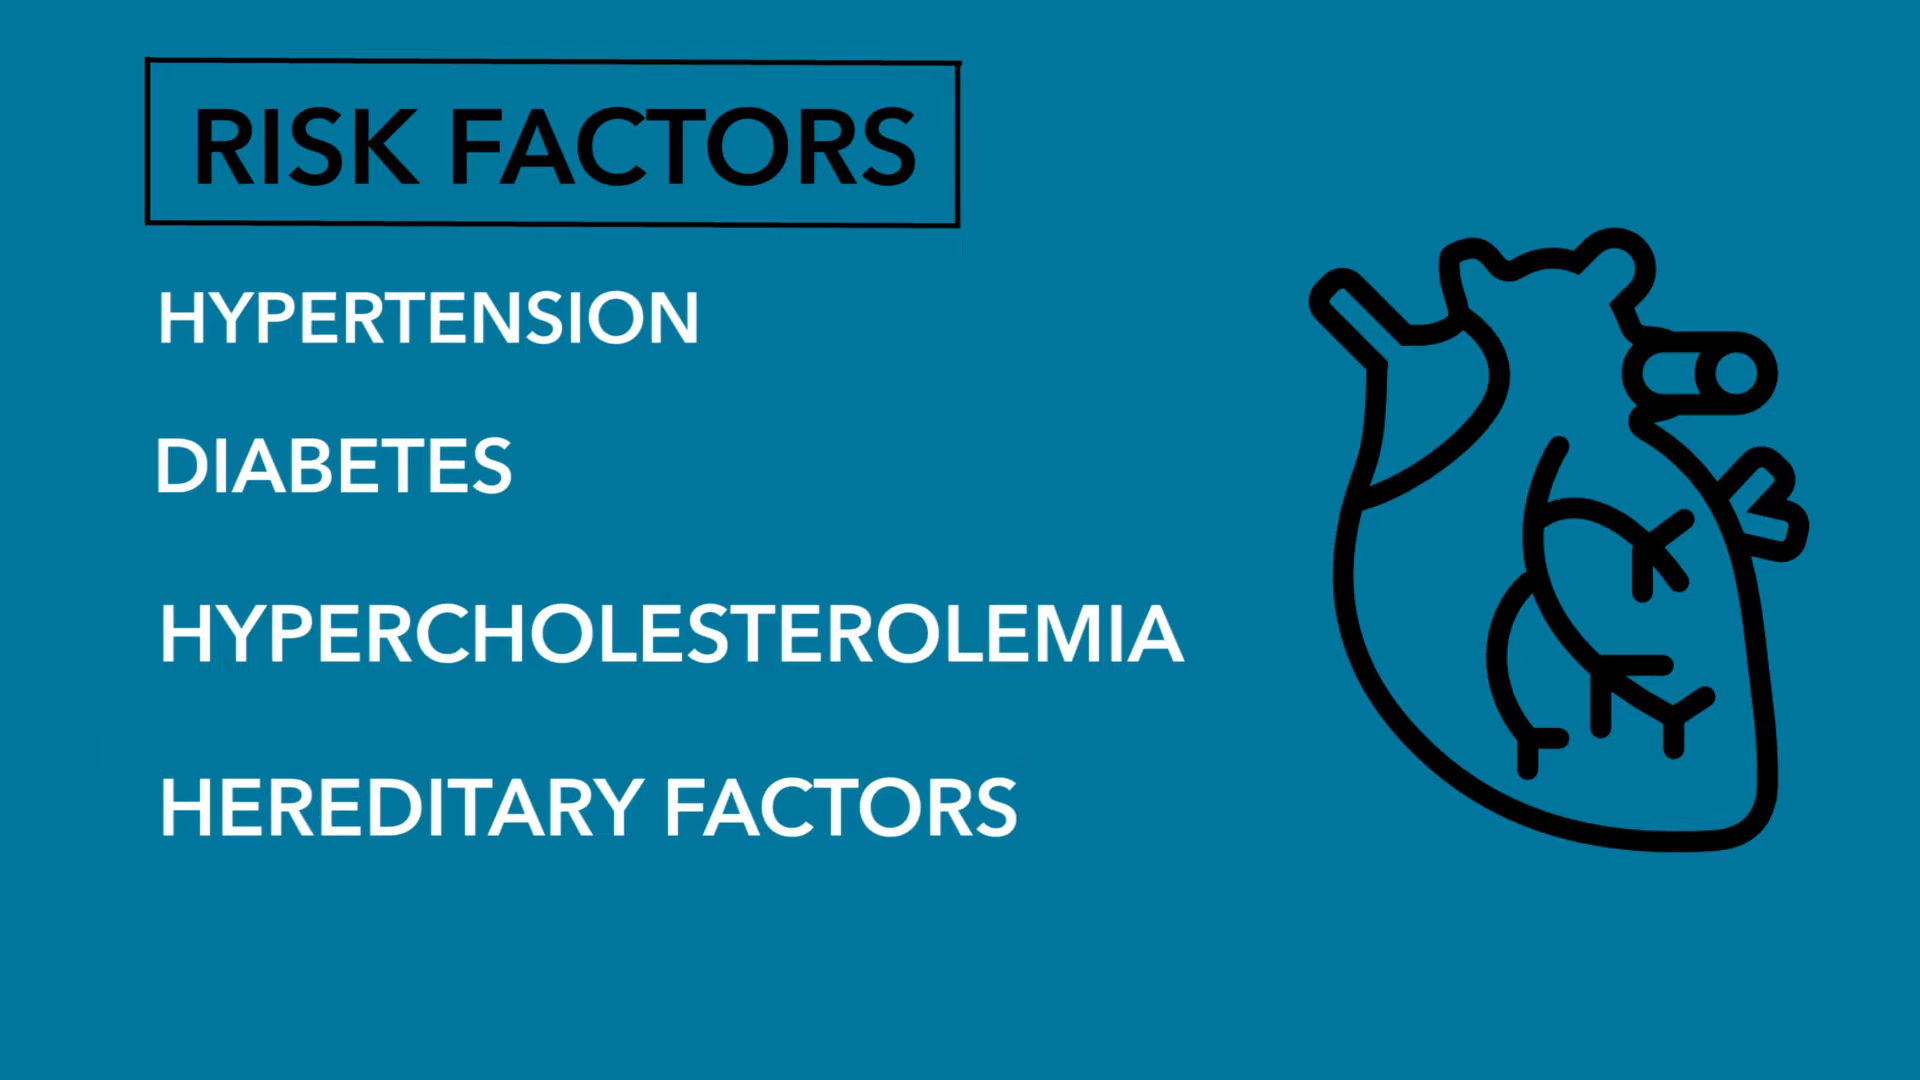 RISK FACTORS
HYPERTENSION
DIABETES
HYPERCHOLESTEROLEMIA
HEREDITARY FACTORS